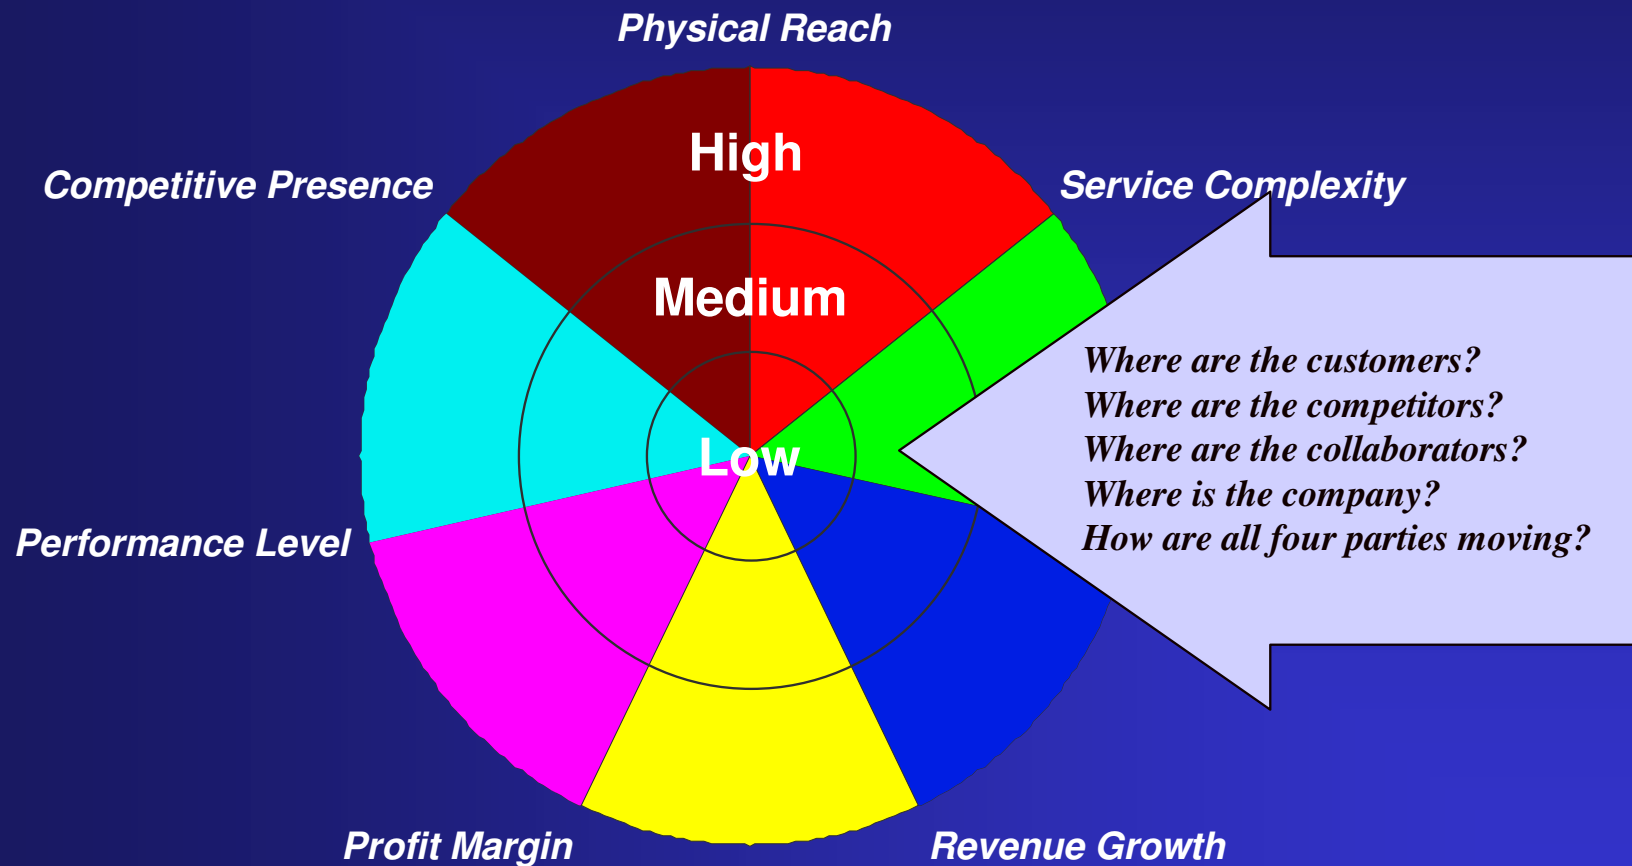 Physical Reach
High
Competitive Presence
Service Complexity
Medium
Where are the customers?
Where are the competitors?
Where are the collaborators?
Low
Where is the company?
How are all four parties moving?
Performance Level
Profit Margin
Revenue Growth